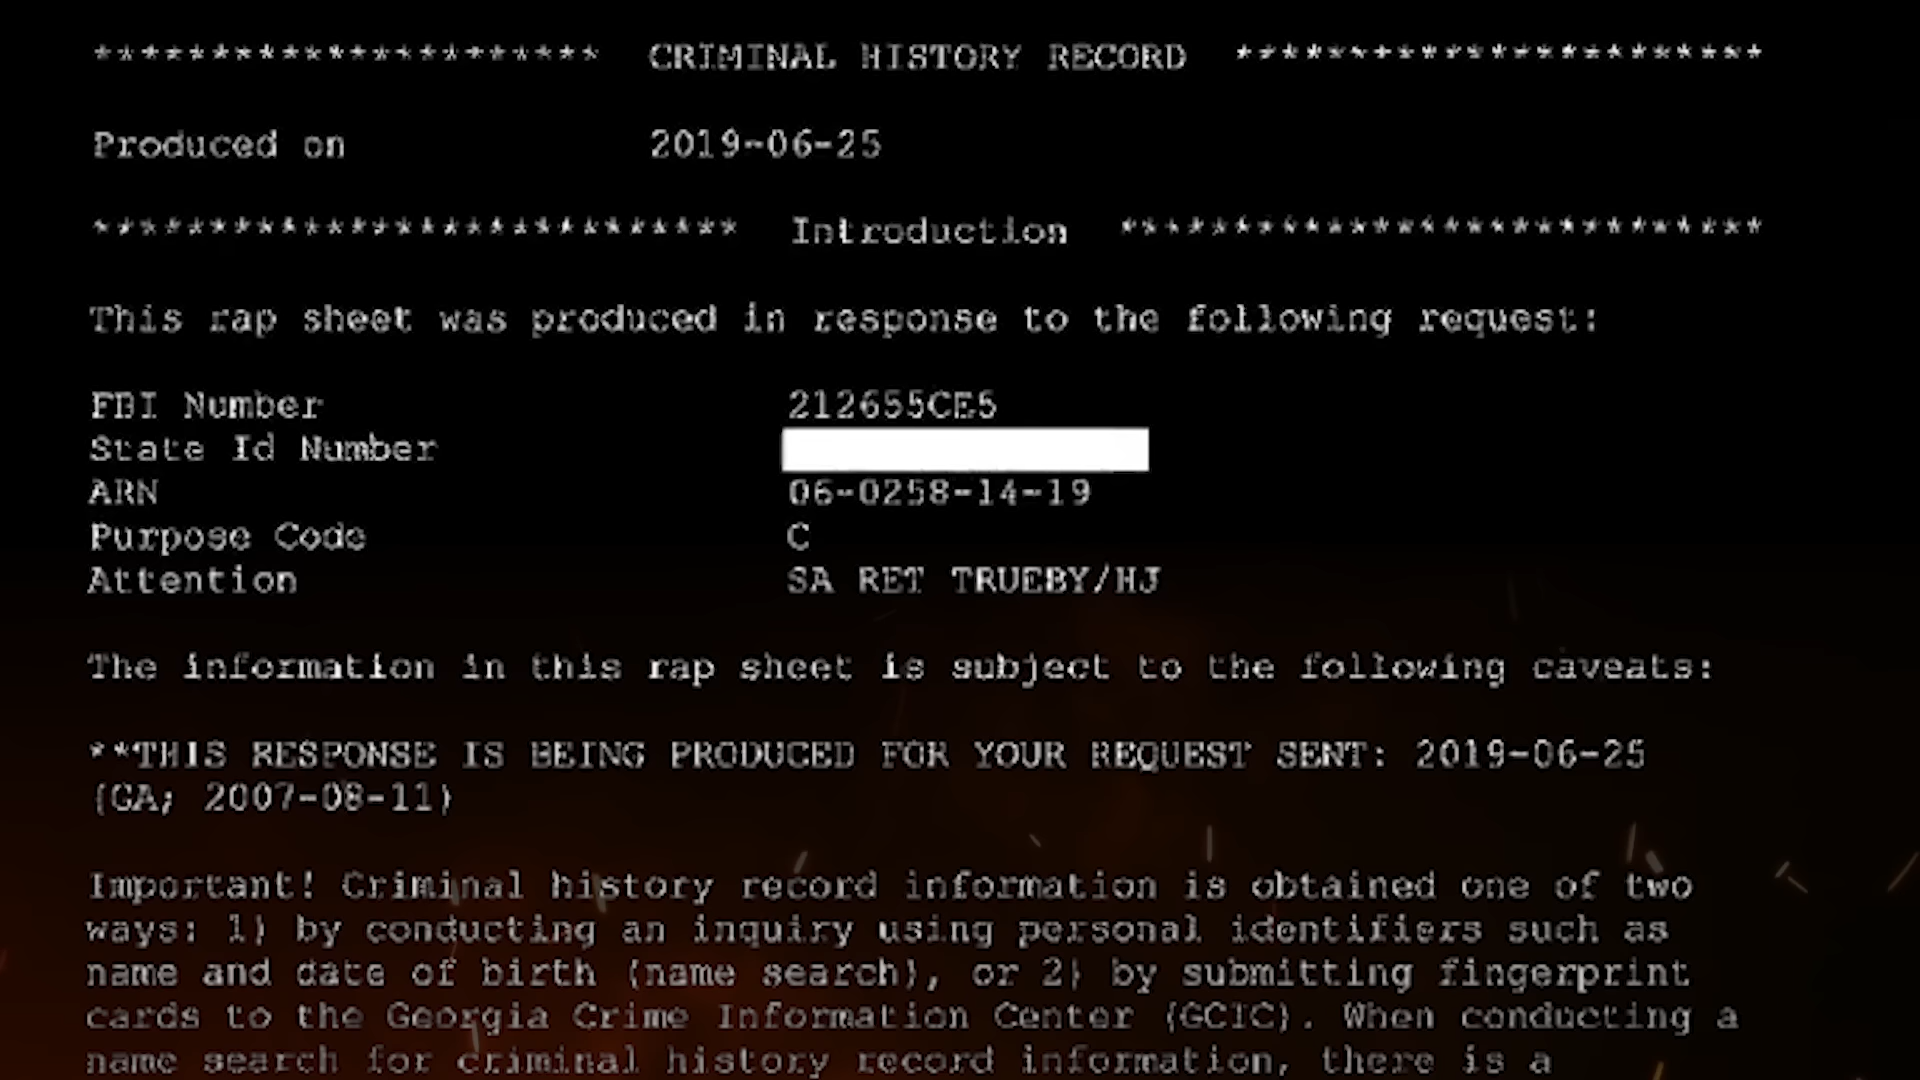 ********************** CRIMINAL HISTORY RECORD ***********************
Produced on 2019-06-25
**************************** Introduction ****************************
This rap sheet was produced in response to the following request:
FBI Number 212655CE5
State Id Number
ARN 06-0258-14-19
Purpose Code C
Attention SA RET TRUEBY/HJ
The information in this rap sheet is subject to the following caveats:
**THIS RESPONSE IS BEING PRODUCED FOR YOUR REQUEST SENT: 2019-06-25
(GA; 2007-08-11)
Important! Criminal history record information is obtained one of two
ways: 1) by conducting an inquiry using personal identifiers such as
name and date of birth (name search), or 2) by submitting fingerprint
cards to the Georgia Crime Information Center (GCIC). When conducting a
name search for criminal history record information, there is a